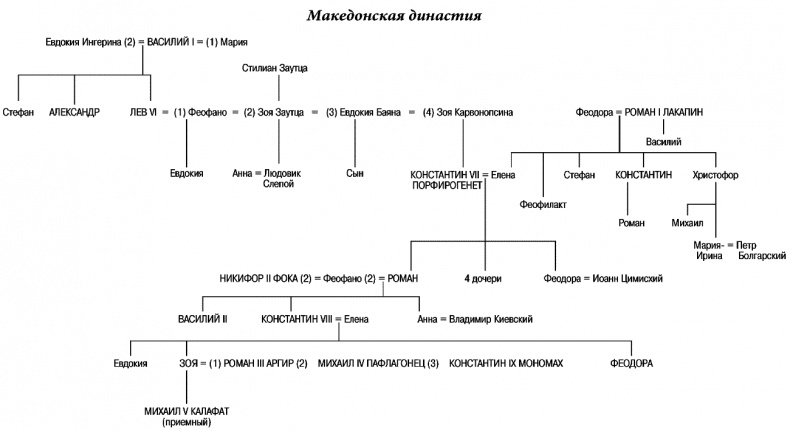 Македонская династия
Евдокия Ингерина (2) = ВАСИЛИЙ I = (1) Мария
Стилиан Заутца
Стефан АЛЕКСАНДР ЛЕВ VI = (1) Феофано = (2) Зоя Заутца = (3) Евдокия Баяна = (4) Зоя Карвонопсина Феодора = РОМАН I ЛАКАПИН
Василий
Евдокия Анна = Людовик Слепой Сын КОНСТАНТИН VII = Елена ПОРФИРОГЕНЕТ Стефан КОНСТАНТИН Христофор
Феофилакт
Роман Михаил
Мария- = Петр
Ирина Болгарский
НИКИФОР II ФОКА (2) = Феофано (2) = РОМАН 4 дочери Феодора = Иоанн Цимисхий
ВАСИЛИЙ II КОНСТАНТИН VIII = Елена Анна = Владимир Киевский
Евдокия ЗОЯ = (1) РОМАН III АРГИР (2) МИХАИЛ IV ПАФЛАГОНЕЦ (3) КОНСТАНТИН IX МОНОМАХ ФЕОДОРА
МИХАИЛ V КАЛАФАТ
(приемный)